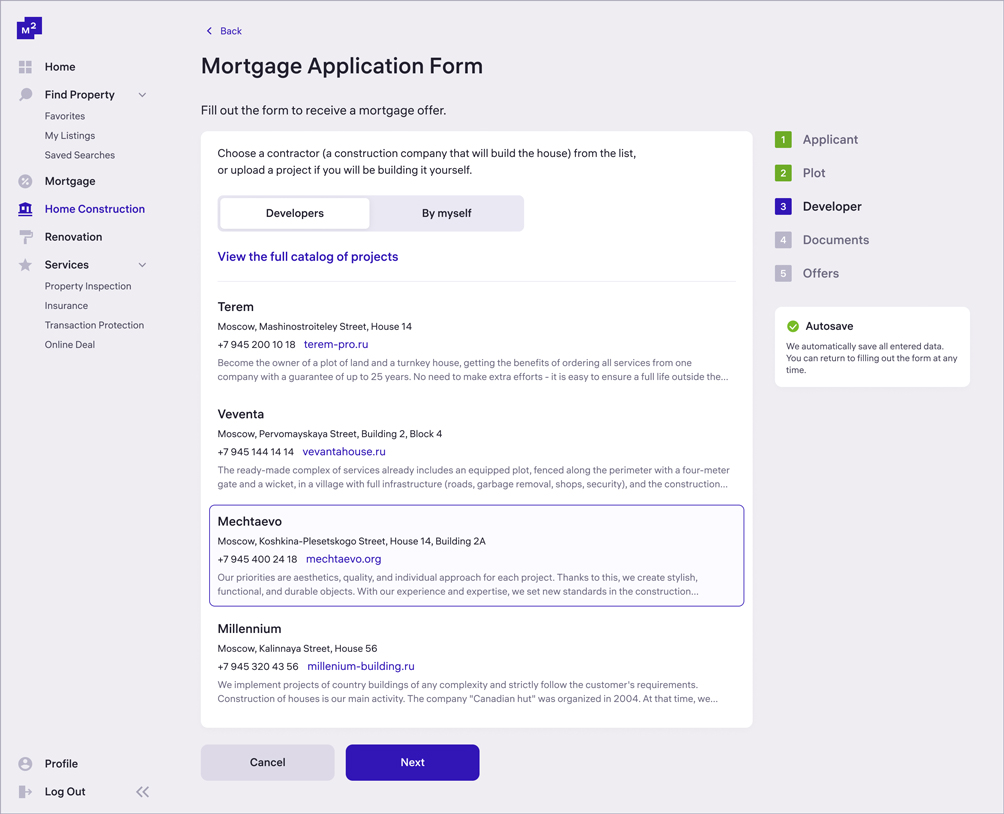 M2
Home
Find Property
Favorites
My Listings
Saved Searches
Mortgage
Home Construction
Renovation
Services
Property Inspection
Insurance
Transaction Protection
Online Deal
Profile
Log Out
Back
Mortgage Application Form
Fill out the form to receive a mortgage offer.
Choose a contractor (a construction company that will build the house) from the list,
or upload a project if you will be building it yourself.
Developers
By myself
View the full catalog of projects
Terem
Moscow, Mashinostroiteley Street, House 14
+7 945 200 10 18 terem-pro.ru
Become the owner of a plot of land and a turnkey house, getting the benefits of ordering all services from one
company with a guarantee of up to 25 years. No need to make extra efforts - it is easy to ensure a full life outside the...
Veventa
Moscow, Pervomayskaya Street, Building 2, Block 4
+7 945 144 14 14 vevantahouse.ru
The ready-made complex of services already includes an equipped plot, fenced along the perimeter with a four-meter
gate and a wicket, in a village with full infrastructure (roads, garbage removal, shops, security), and the construction...
Mechtaevo
Moscow, Koshkina-Plesetskogo Street, House 14, Building 2A
+7 945 400 24 18 mechtaevo.org
Our priorities are aesthetics, quality, and individual approach for each project. Thanks to this, we create stylish,
functional, and durable objects. With our experience and expertise, we set new standards in the construction...
Millennium
Moscow, Kalinnaya Street, House 56
+7 945 320 43 56 millenium-building.ru
We implement projects of country buildings of any complexity and strictly follow the customer's requirements.
Construction of houses is our main activity. The company "Canadian hut" was organized in 2004. At that time, we...
Cancel
Next
1 Applicant
2 Plot
3 Developer
4 Documents
5 Offers
Autosave
We automatically save all entered data.
You can return to filling out the form at any
time.